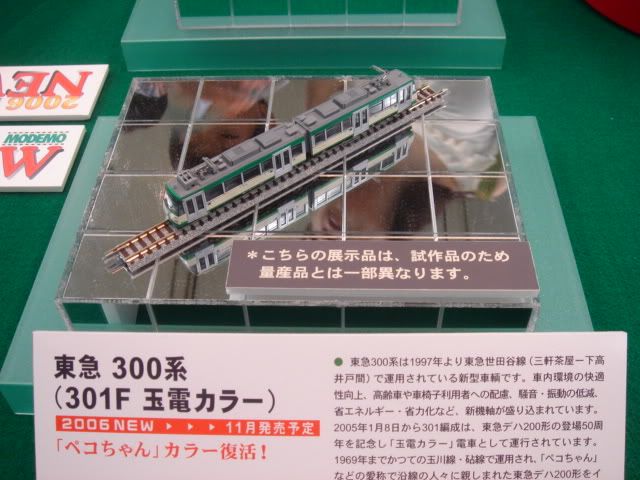 2006
NEW
MODEMO
W
＊こちらの展示品は、試作品のため
量産品とは一部異なります。
東急 300系
（301F 玉電カラー）
2006 NEW ▶ ▶ ▶ 11月発売予定
「ペコちゃん」カラー復活！
● 東急300系は1997年より東急世田谷線（三軒茶屋ー下高
井戸間）で運用されている新型車輌です。車内環境の快適
性向上、高齢車や車椅子利用者への配慮、騒音・振動の低減、
省エネルギー・省力化など、新機軸が盛り込まれています。
2005年1月8日から301編成は、東急デハ200形の登場50周
年を記念し「玉電カラー」電車として運行されています。
1969年までかつての玉川線・砧線で運用され、「ペコちゃん」
などの愛称で沿線の人々に親しまれた東急デハ200形をイ